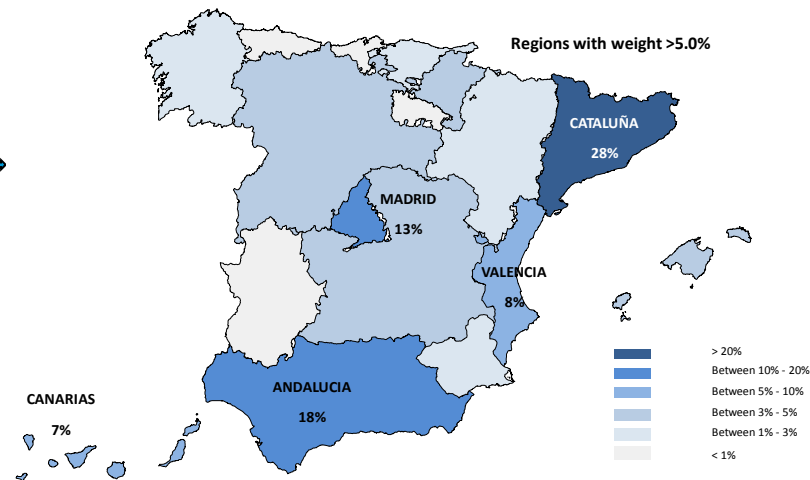 Regions with weight >5.0%
CATALUÑA
28%
MADRID
13%
VALENCIA
8%
ANDALUCIA
18%
CANARIAS
7%
> 20%
Between 10% - 20%
Between 5% - 10%
Between 3% - 5%
Between 1% - 3%
< 1%